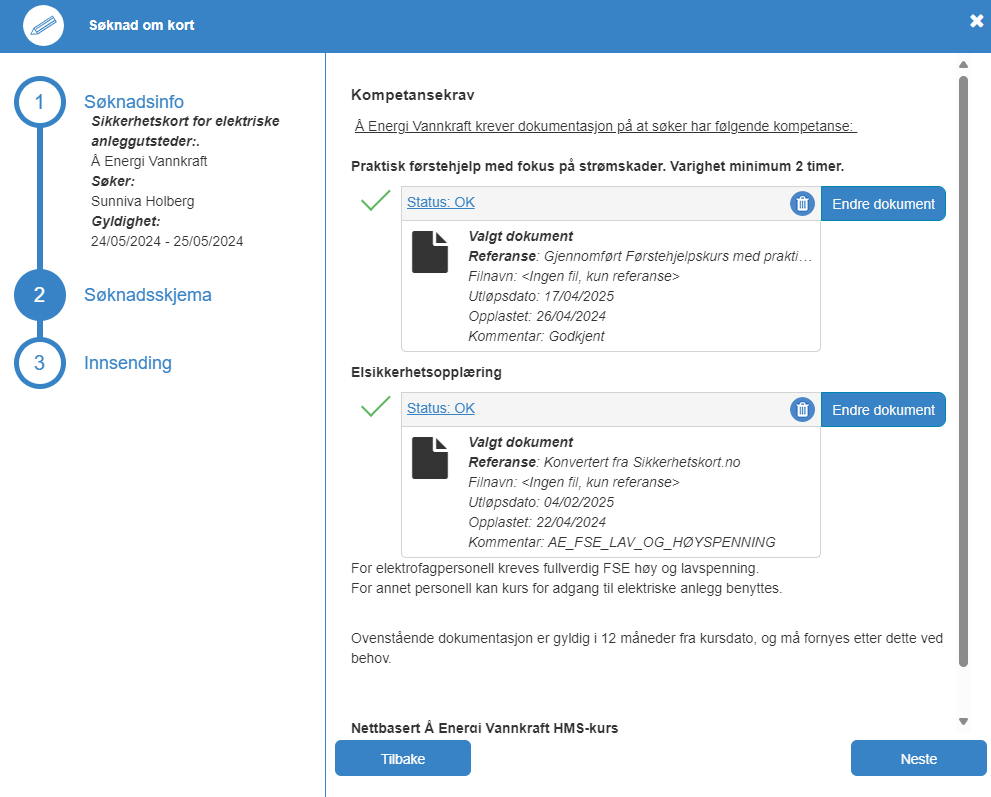 Søknad om kort
1
Søknadsinfo
Sikkerhetskort for elektriske
anleggutsteder:.
Å Energi Vannkraft
Søker:
Sunniva Holberg
Gyldighet:
24/05/2024 - 25/05/2024
2
Søknadsskjema
3
Innsending
Kompetansekrav
Å Energi Vannkraft krever dokumentasjon på at søker har følgende kompetanse:
Praktisk førstehjelp med fokus på strømskader. Varighet minimum 2 timer.
Status: OK
Endre dokument
Valgt dokument
Referanse: Gjennomført Førstehjelpskurs med prakti…
Filnavn: <Ingen fil, kun referanse>
Utløpsdato: 17/04/2025
Opplastet: 26/04/2024
Kommentar: Godkjent
Elsikkerhetsopplæring
Status: OK
Endre dokument
Valgt dokument
Referanse: Konvertert fra Sikkerhetskort.no
Filnavn: <Ingen fil, kun referanse>
Utløpsdato: 04/02/2025
Opplastet: 22/04/2024
Kommentar: AE_FSE_LAV_OG_HØYSPENNING
For elektrofagpersonell kreves fullverdig FSE høy og lavspenning.
For annet personell kan kurs for adgang til elektriske anlegg benyttes.
Ovenstående dokumentasjon er gyldig i 12 måneder fra kursdato, og må fornyes etter dette ved
behov.
Nettbasert Å Energi Vannkraft HMS-kurs
Tilbake
Neste